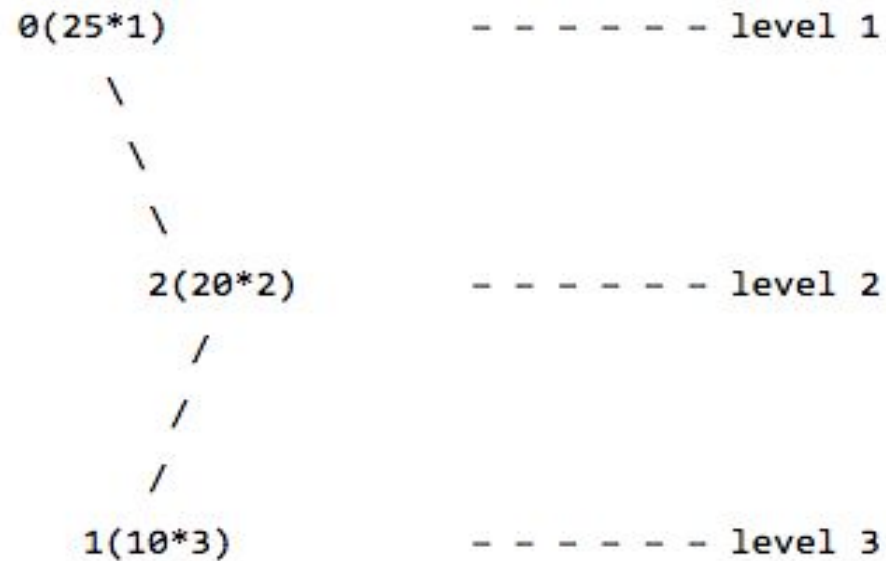 0(25*1) - - - - - - level 1
\
\
\
2(20*2) - - - - - - level 2
/
/
/
1(10*3) - - - - - - level 3